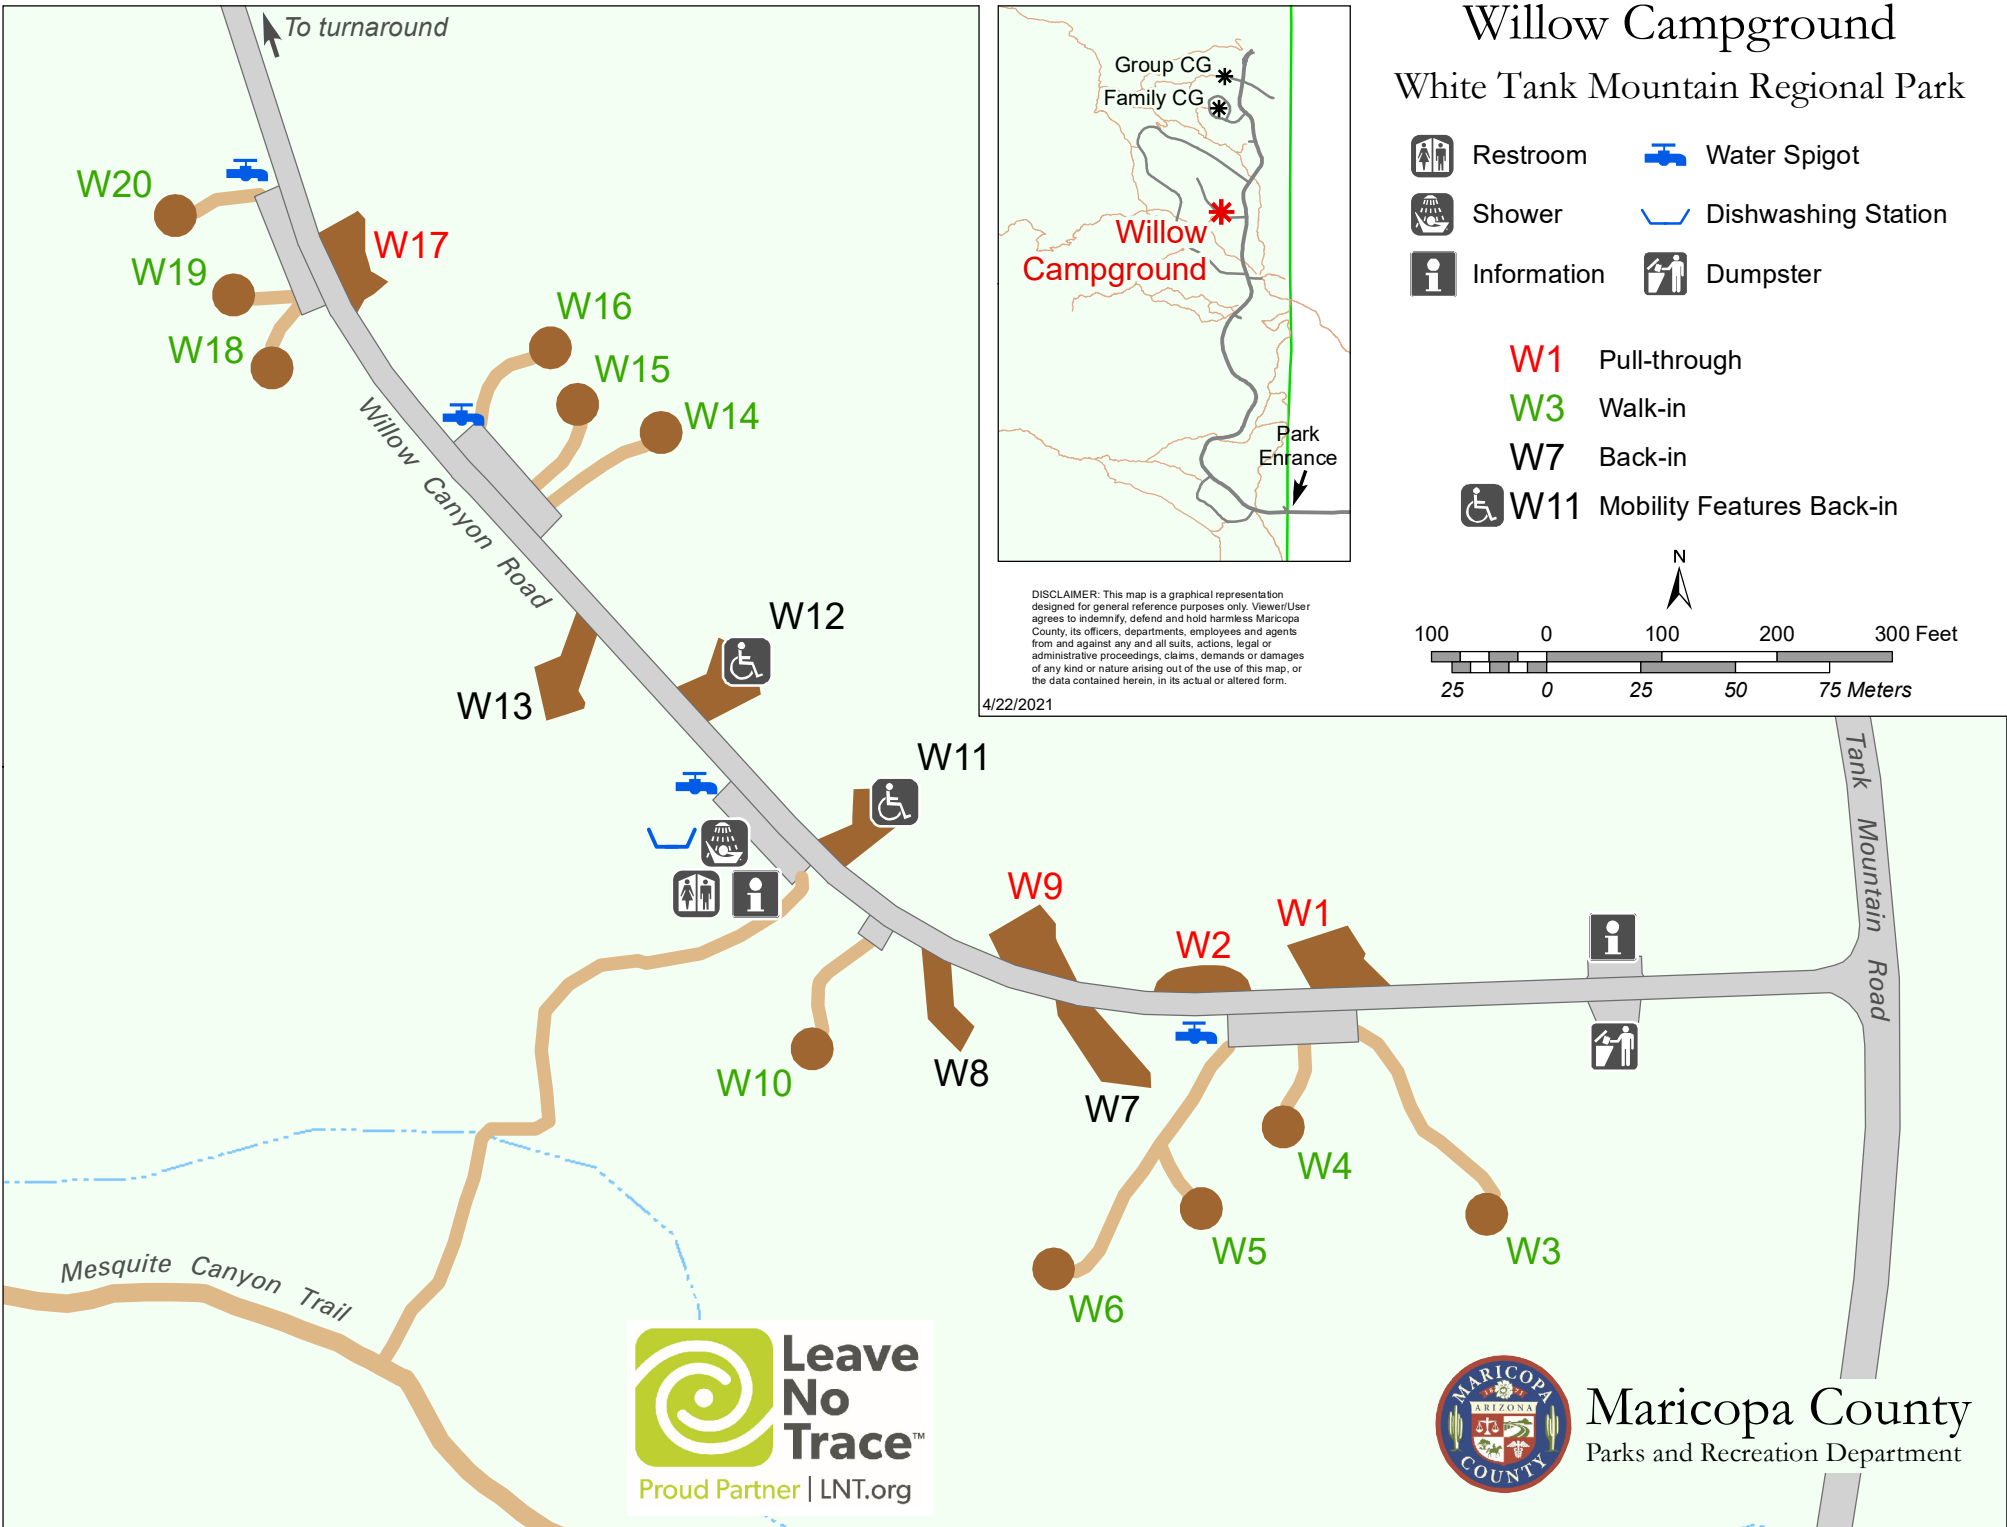 To turnaround
Willow Campground
White Tank Mountain Regional Park
Restroom
Water Spigot
Shower
Dishwashing Station
Information
Dumpster
W1 Pull-through
W3 Walk-in
W7 Back-in
W11 Mobility Features Back-in
N
100 0 100 200 300 Feet
25 0 25 50 75 Meters
Group CG
Family CG
Willow
Campground
Park
Enrance
DISCLAIMER: This map is a graphical representation
designed for general reference purposes only. Viewer/User
agrees to indemnify, defend and hold harmless Maricopa
County, its officers, departments, employees and agents
from and against any and all suits, actions, legal or
administrative proceedings, claims, demands or damages
of any kind or nature arising out of the use of this map, or
the data contained herein, in its actual or altered form.
4/22/2021
W20
W17
W19
W18
W16
W15
W14
Willow Canyon Road
W12
W13
W11
W9
W1
W2
W10
W8
W7
W4
W5
W3
W6
Tank Mountain Road
Mesquite Canyon Trail
Leave
No
Trace™
Proud Partner | LNT.org
MARICOPA
1871
ARIZONA
COUNTY
Maricopa County
Parks and Recreation Department